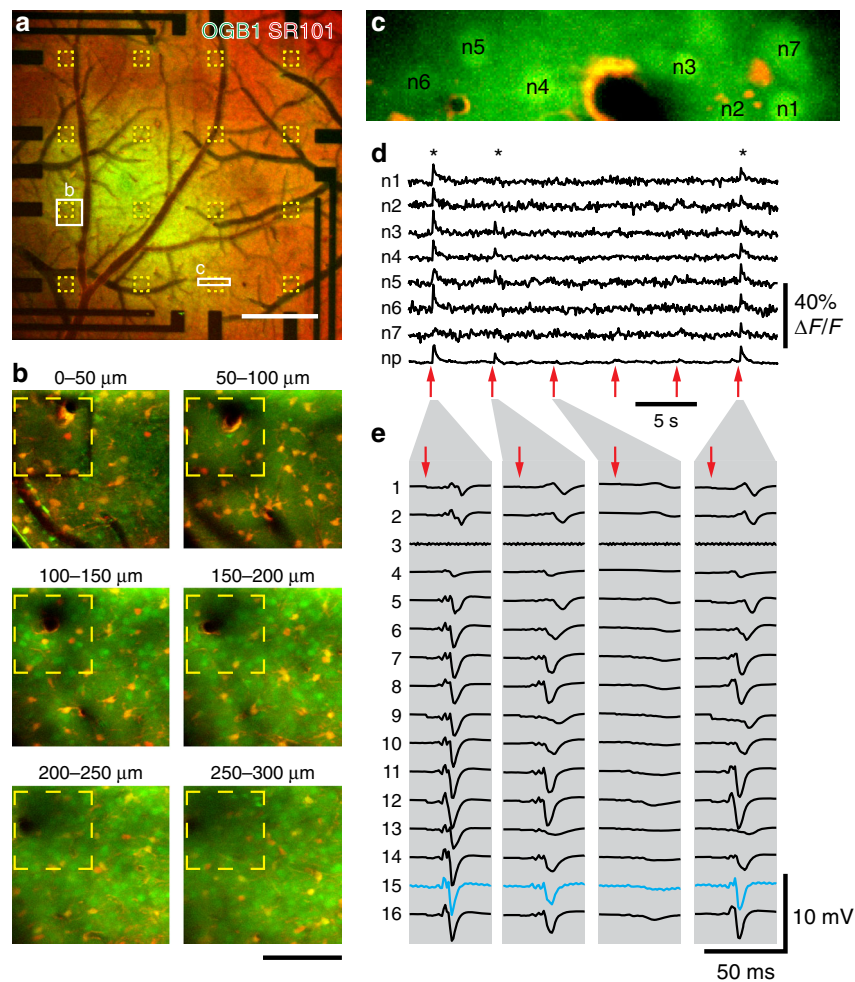 a
OGB1 SR101
b
c
b
0–50 μm
50–100 μm
100–150 μm
150–200 μm
200–250 μm
250–300 μm
c
n5
n7
n3
n6
n4
n2
n1
d
* * *
n1
n2
n3
n4
n5
n6
n7
np
40%
ΔF/F
5 s
e
1
2
3
4
5
6
7
8
9
10
11
12
13
14
15
16
10 mV
50 ms